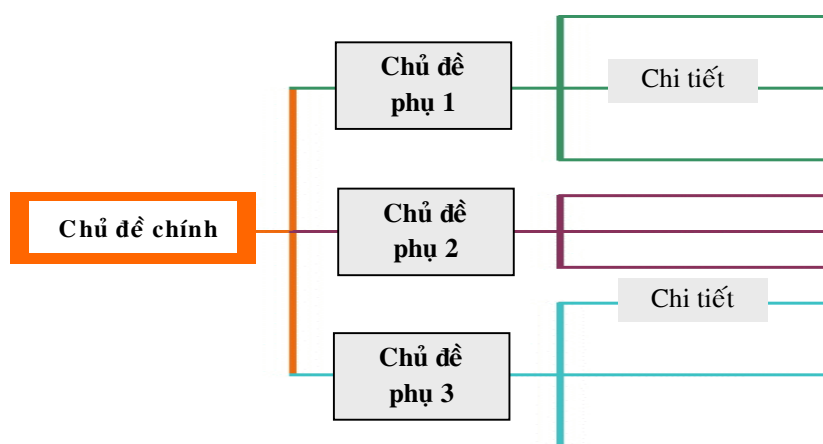 Chủ đề
phụ 1
Chi tiết
Chủ đề chính
Chủ đề
phụ 2
Chi tiết
Chủ đề
phụ 3